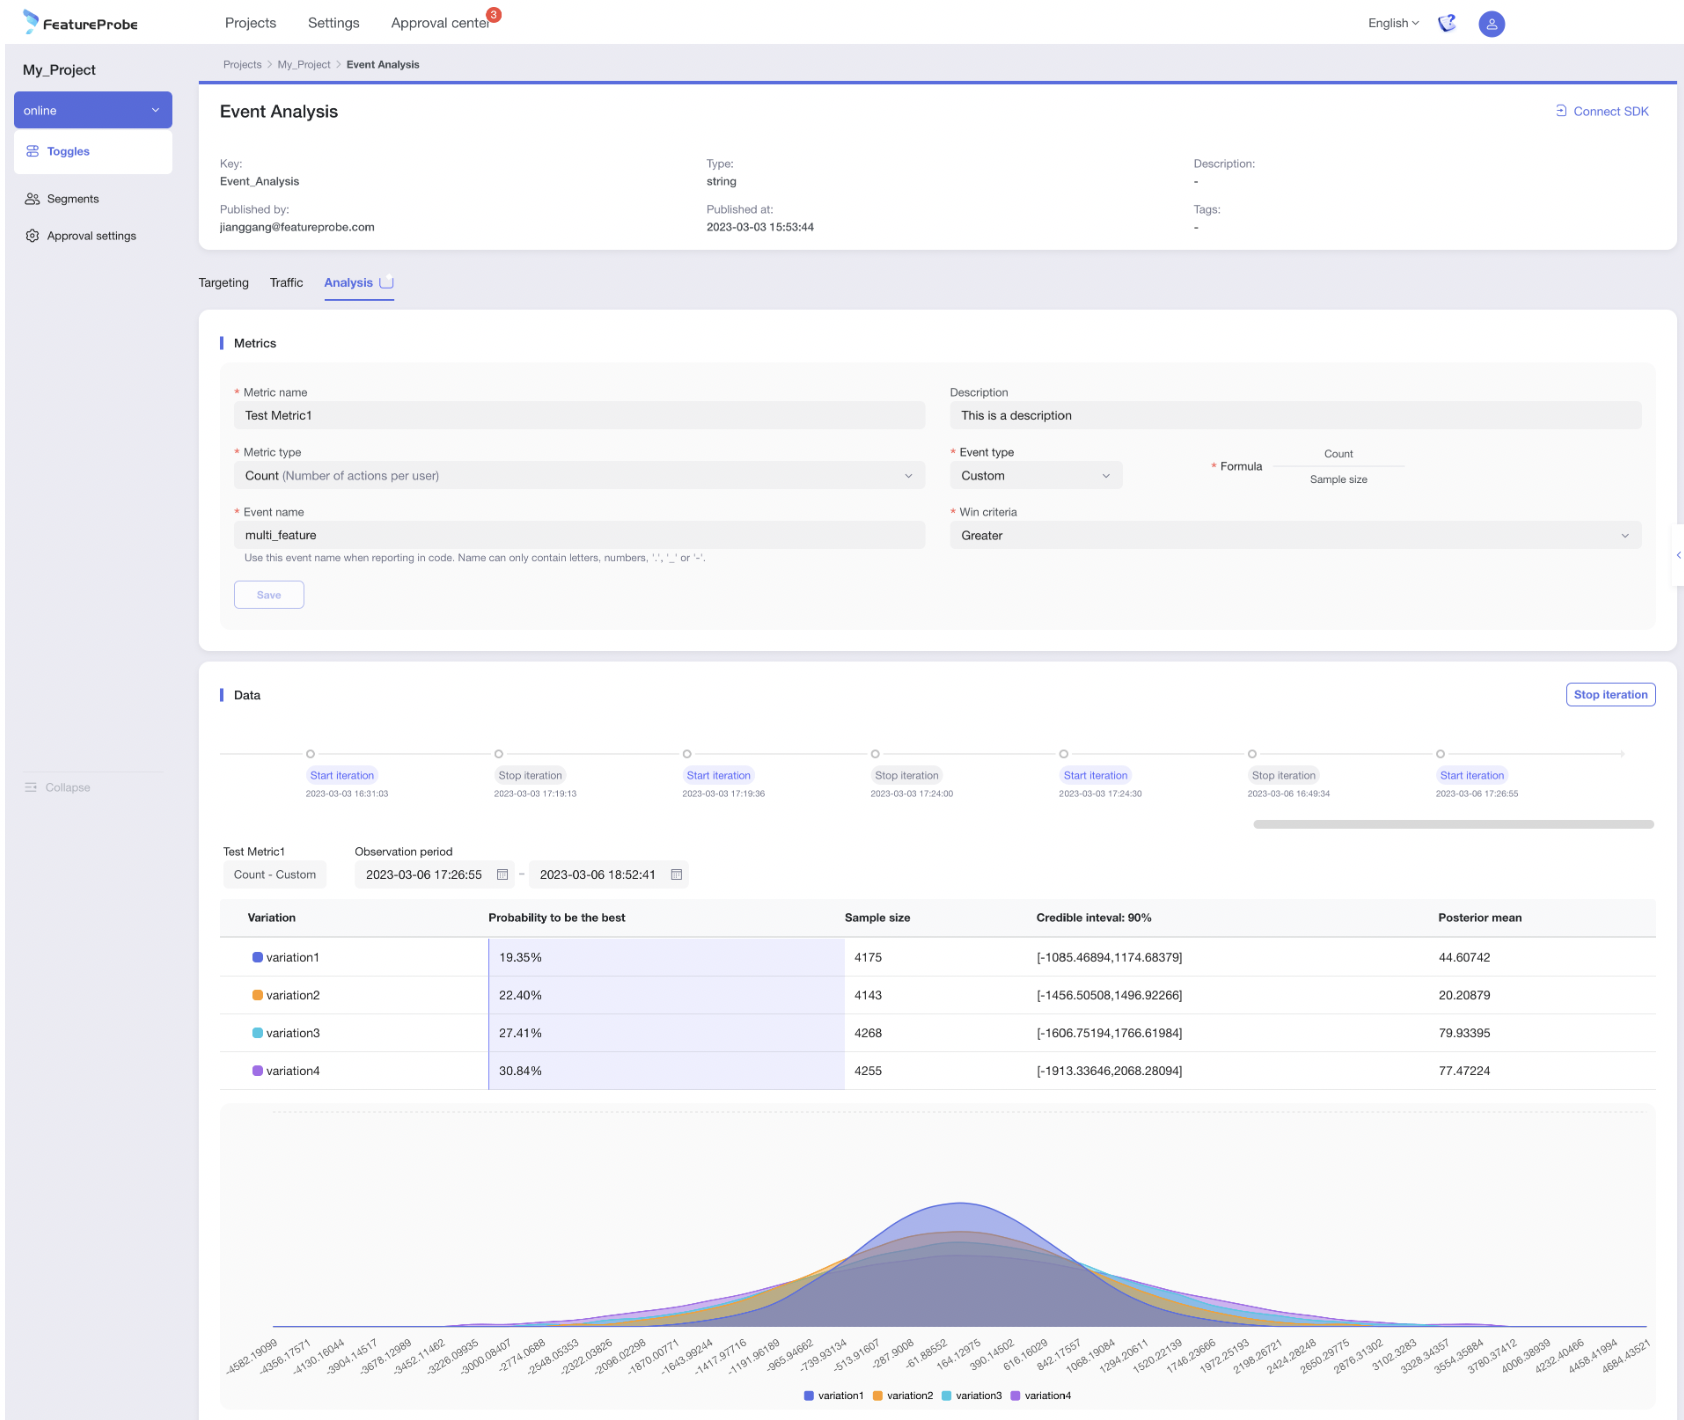 FeatureProbe
Projects Settings Approval center 3
English
My_Project
online
Toggles
Segments
Approval settings
Collapse
Projects > My_Project > Event Analysis
Event Analysis
Connect SDK
Key:
Event_Analysis
Type:
string
Description:
-
Published by:
jianggang@featureprobe.com
Published at:
2023-03-03 15:53:44
Tags:
-
Targeting Traffic Analysis
Metrics
* Metric name
Test Metric1
Description
This is a description
* Metric type
Count (Number of actions per user)
* Event type
Custom
* Formula
Count
Sample size
* Event name
multi_feature
Use this event name when reporting in code. Name can only contain letters, numbers, '.', '_' or '-'.
* Win criteria
Greater
Save
Data
Stop iteration
Start iteration
2023-03-03 16:31:03
Stop iteration
2023-03-03 17:19:13
Start iteration
2023-03-03 17:19:36
Stop iteration
2023-03-03 17:24:00
Start iteration
2023-03-03 17:24:30
Stop iteration
2023-03-06 16:49:34
Start iteration
2023-03-06 17:26:55
Test Metric1
Count - Custom
Observation period
2023-03-06 17:26:55 ~ 2023-03-06 18:52:41
Variation Probability to be the best Sample size Credible inteval: 90% Posterior mean
variation1 19.35% 4175 [-1085.46894,1174.68379] 44.60742
variation2 22.40% 4143 [-1456.50508,1496.92266] 20.20879
variation3 27.41% 4268 [-1606.75194,1766.61984] 79.93395
variation4 30.84% 4255 [-1913.33646,2068.28094] 77.47224
-4582.19099 -4356.17571 -4130.16044 -3904.14517 -3678.12989 -3452.11462 -3226.09935 -3000.08407 -2774.0688 -2548.05353 -2322.03826 -2096.02298 -1870.00771 -1643.99244 -1417.97716 -1191.96189 -965.94662 -739.93134 -513.91607 -287.9008 -61.88552 164.12975 390.14502 616.16029 842.17557 1068.19084 1294.20611 1520.22139 1746.23666 1972.25193 2198.26721 2424.28248 2650.29775 2876.31302 3102.3283 3328.34357 3554.35884 3780.37412 4006.38939 4232.40466 4458.41994 4684.43521
variation1 variation2 variation3 variation4